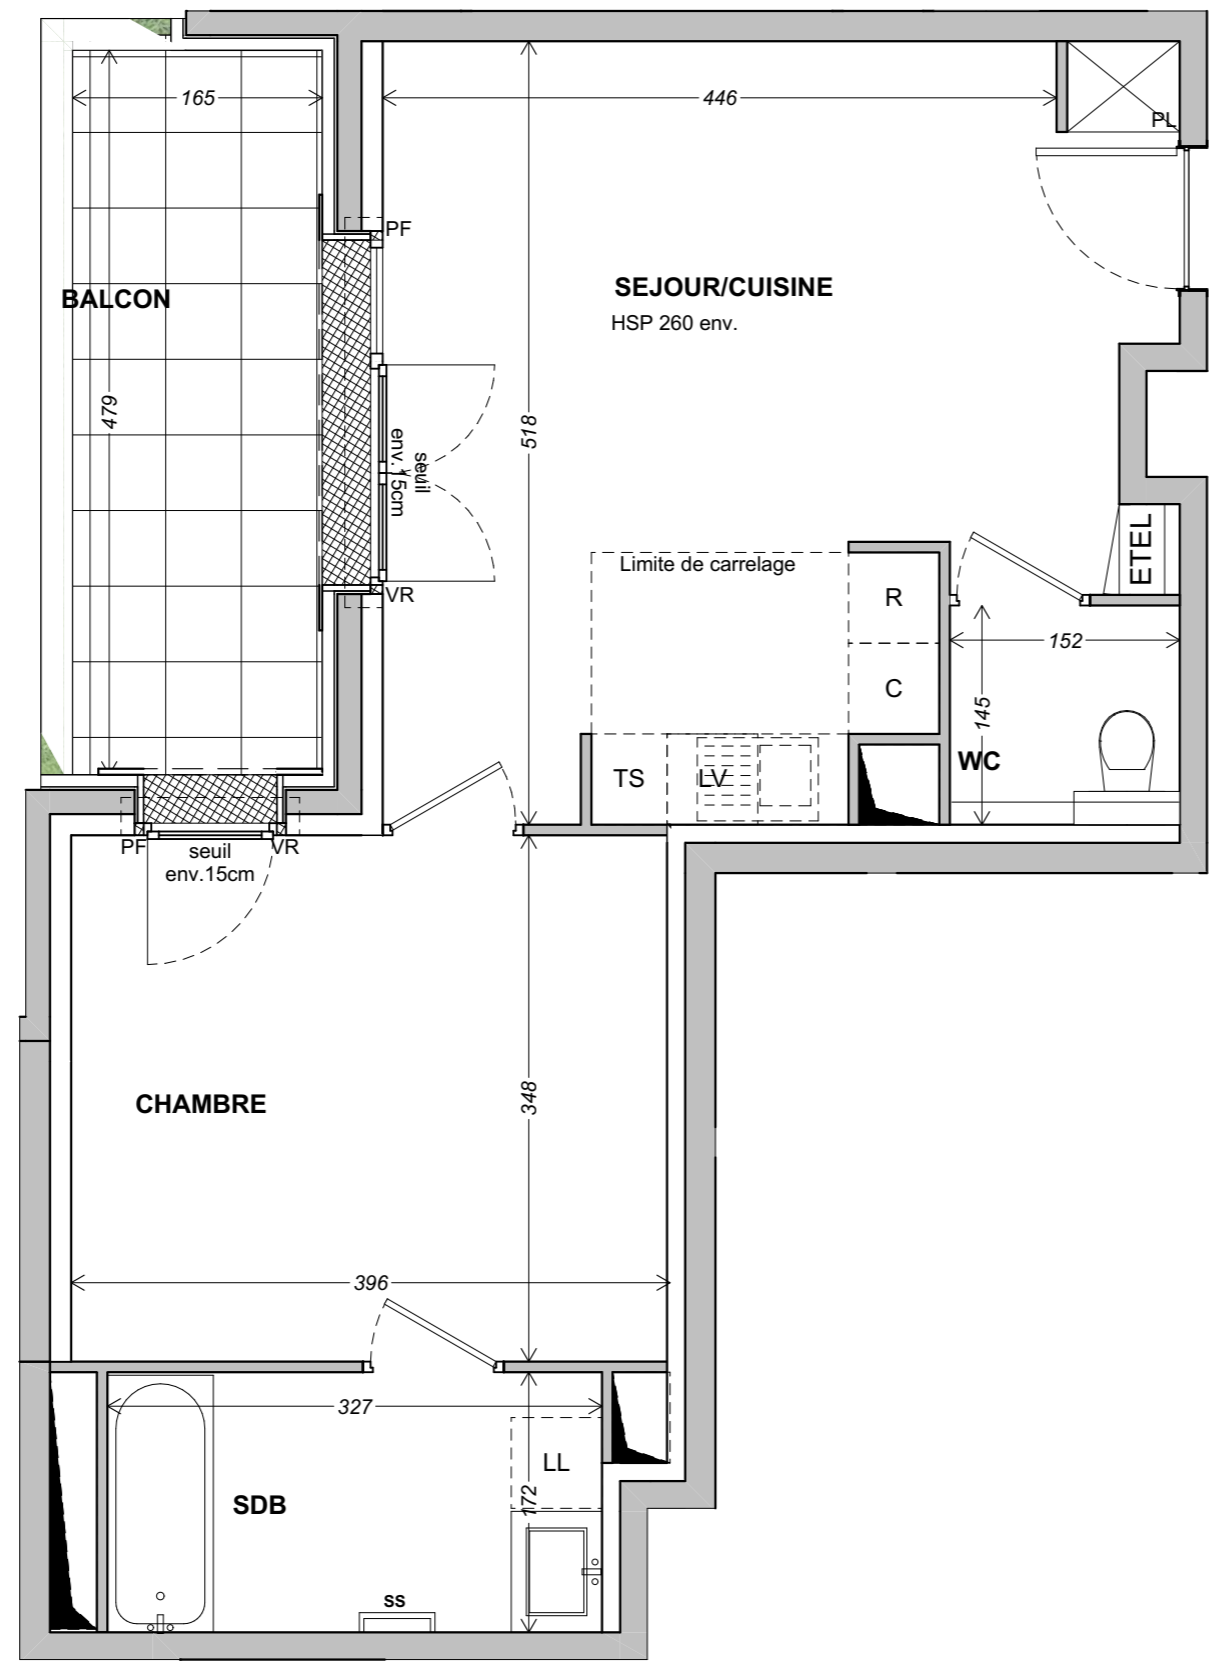 165
446
PL
PF
SEJOUR/CUISINE
HSP 260 env.
BALCON
479
518
seuil
env.15cm
ETEL
Limite de carrelage
VR
R
152
C
145
WC
TS
LV
PF
VR
seuil
env.15cm
CHAMBRE
348
396
327
LL
172
SDB
ss